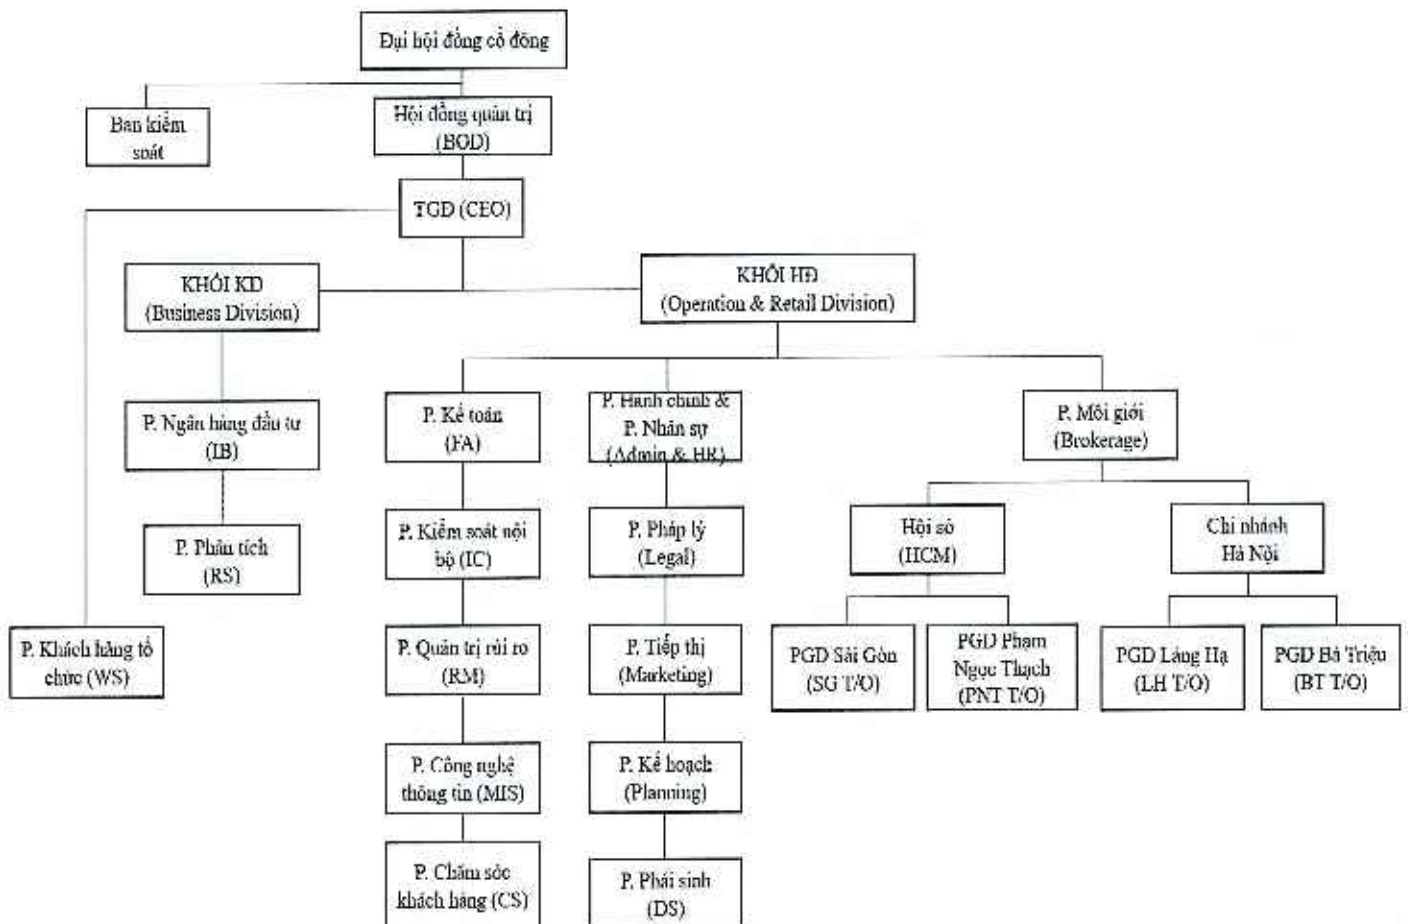 Đại hội đồng cổ đông
Ban kiểm
soát
Hội đồng quản trị
(BOD)
TGD (CEO)
KHỐI KD
(Business Division)
KHỐI HĐ
(Operation & Retail Division)
P. Ngân hàng đầu tư
(IB)
P. Kế toán
(FA)
P. Hành chính &
P. Nhân sự
(Admin & HR)
P. Môi giới
(Brokerage)
P. Phân tích
(RS)
P. Kiểm soát nội
bộ (IC)
P. Pháp lý
(Legal)
Hội sở
(HCM)
Chi nhánh
Hà Nội
P. Khách hàng tổ
chức (WS)
P. Quản trị rủi ro
(RM)
P. Tiếp thị
(Marketing)
PGD Sài Gòn
(SG T/O)
PGD Phạm
Ngọc Thạch
(PNT T/O)
PGD Láng Hạ
(LH T/O)
PGD Bà Triệu
(BT T/O)
P. Công nghệ
thông tin (MIS)
P. Kế hoạch
(Planning)
P. Chăm sóc
khách hàng (CS)
P. Phái sinh
(DS)